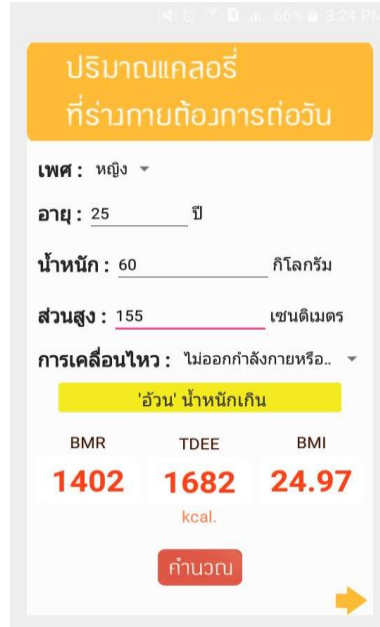 66% 3:24 PM
ปริมาณแคลอรี่
ที่ร่างกายต้องการต่อวัน
เพศ : หญิง
อายุ : 25 ปี
น้ำหนัก : 60 กิโลกรัม
ส่วนสูง : 155 เซนติเมตร
การเคลื่อนไหว : ไม่ออกกำลังกายหรือ..
'อ้วน' น้ำหนักเกิน
BMR TDEE BMI
1402 1682 24.97
kcal.
คำนวณ